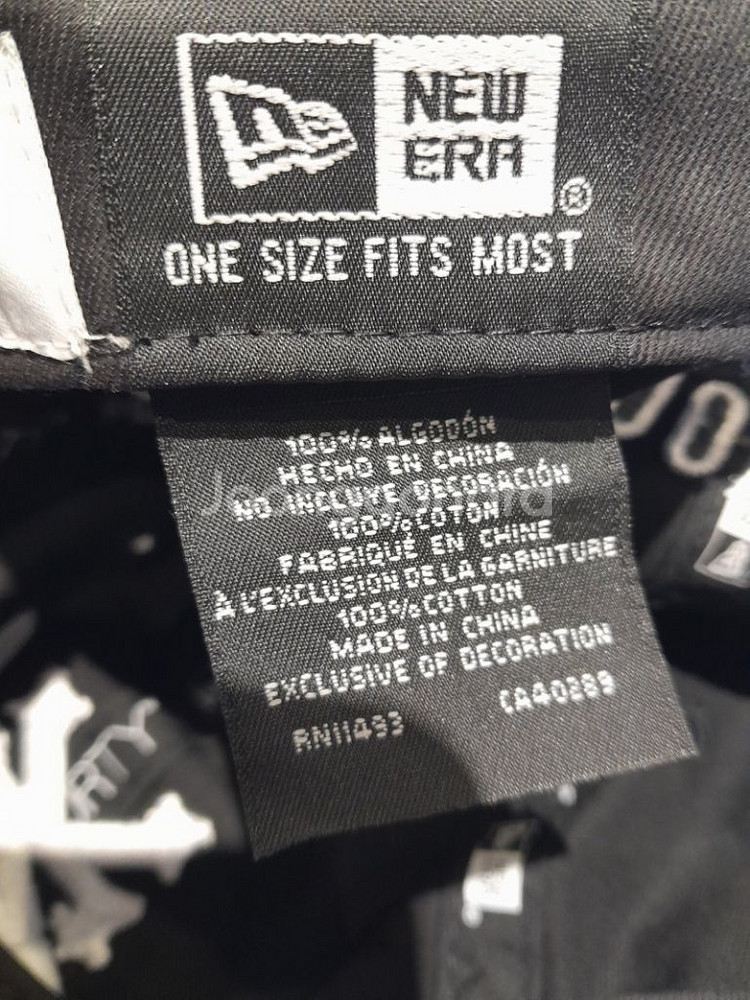 NEW
ERA
®
ONE SIZE FITS MOST
100% ALGODÓN
HECHO EN CHINA
NO INCLUYE DECORACIÓN
100% COTON
FABRIQUÉ EN CHINE
À L'EXCLUSION DE LA GARNITURE
100% COTTON
MADE IN CHINA
EXCLUSIVE OF DECORATION
RN11493 CA40389